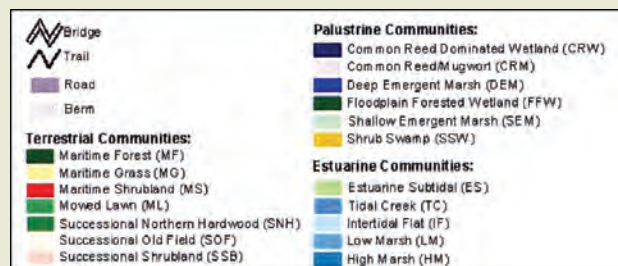 Bridge
Trail
Road
Berm
Terrestrial Communities:
Maritime Forest (MF)
Maritime Grass (MG)
Maritime Shrubland (MS)
Mowed Lawn (ML)
Successional Northern Hardwood (SNH)
Successional Old Field (SOF)
Successional Shrubland (SSB)
Palustrine Communities:
Common Reed Dominated Wetland (CRW)
Common Reed/Mugwort (CRM)
Deep Emergent Marsh (DEM)
Floodplain Forested Wetland (FFW)
Shallow Emergent Marsh (SEM)
Shrub Swamp (SSW)
Estuarine Communities:
Estuarine Subtidal (ES)
Tidal Creek (TC)
Intertidal Flat (IF)
Low Marsh (LM)
High Marsh (HM)